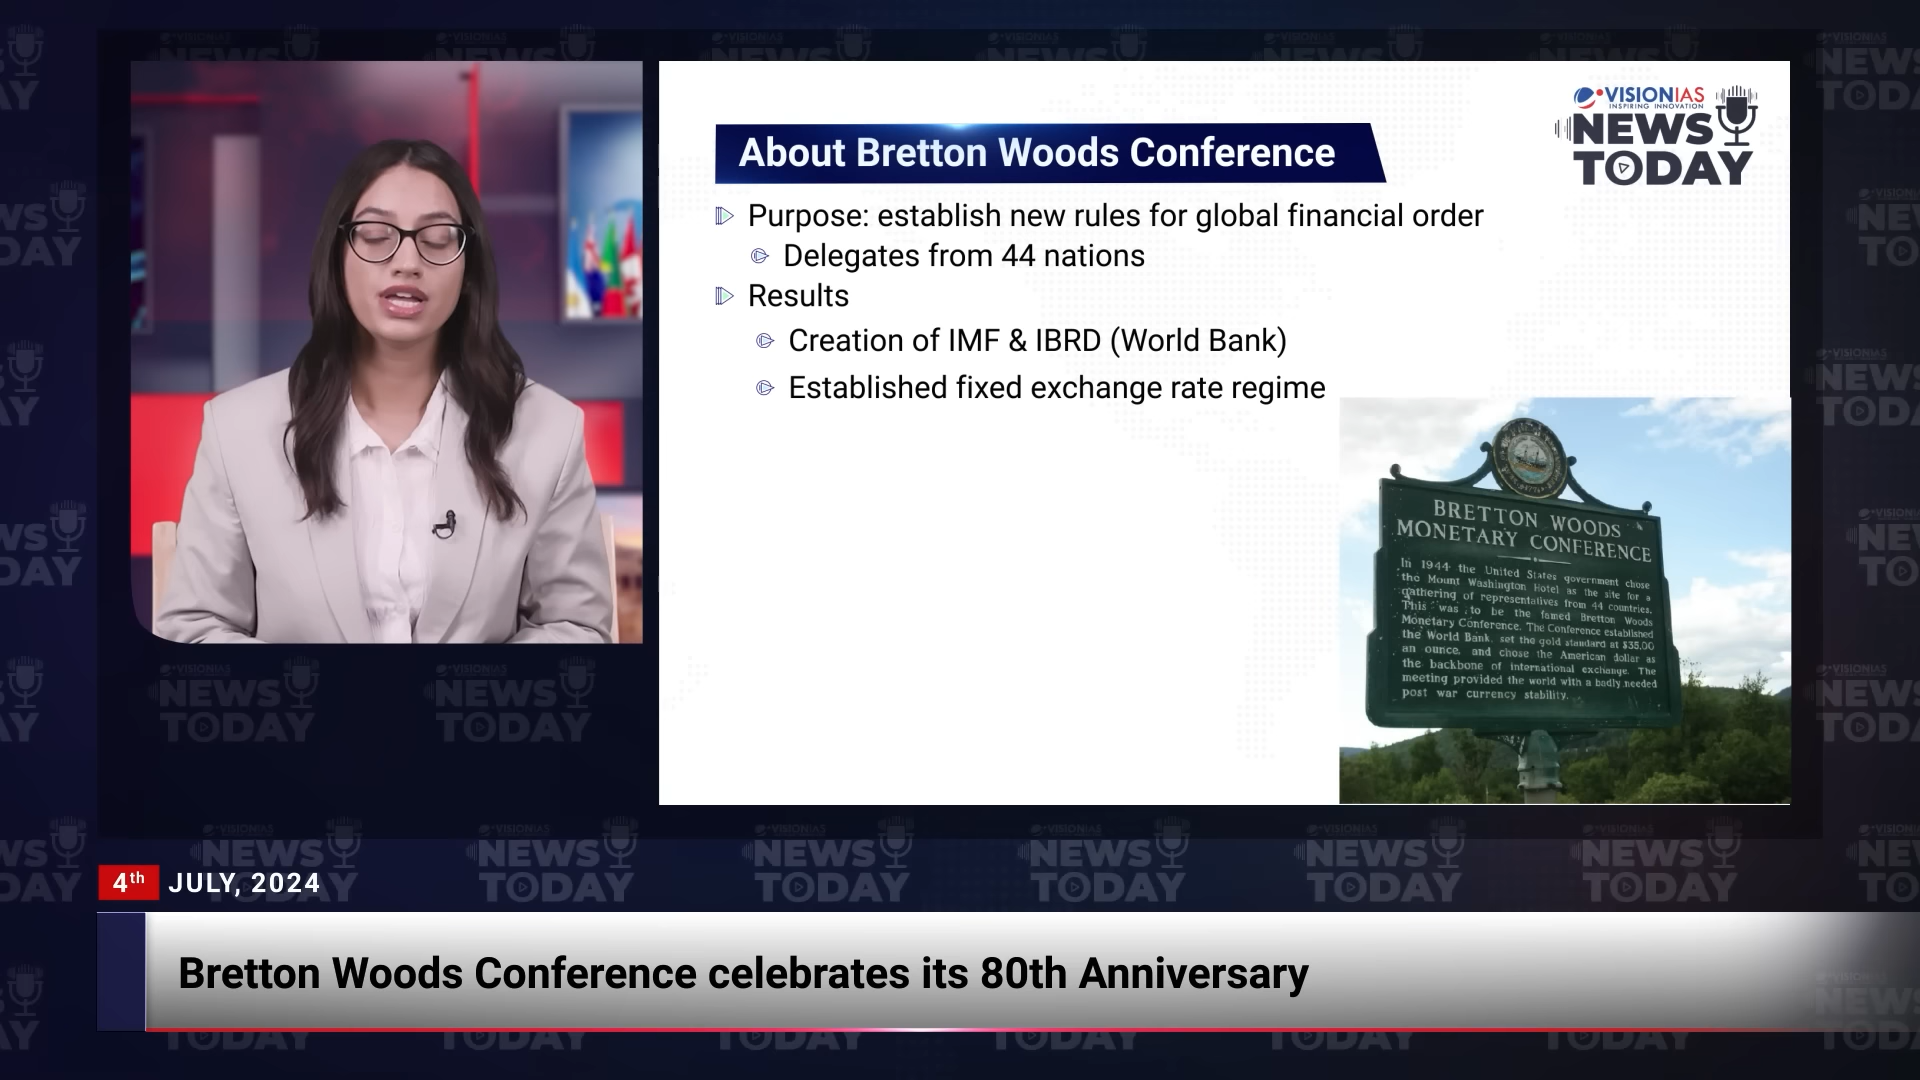 VISIONIAS
INSPIRING INNOVATION
NEWS
TODAY
About Bretton Woods Conference
Purpose: establish new rules for global financial order
Delegates from 44 nations
Results
Creation of IMF & IBRD (World Bank)
Established fixed exchange rate regime
BRETTON WOODS
MONETARY CONFERENCE
In 1944 the United States government chose
the Mount Washington Hotel as the site for a
gathering of representatives from 44 countries.
This was to be the famed Bretton Woods
Monetary Conference. The Conference established
the World Bank, set the gold standard at $35.00
an ounce, and chose the American dollar as
the backbone of international exchange. The
meeting provided the world with a badly needed
post war currency stability.
4th JULY, 2024
Bretton Woods Conference celebrates its 80th Anniversary